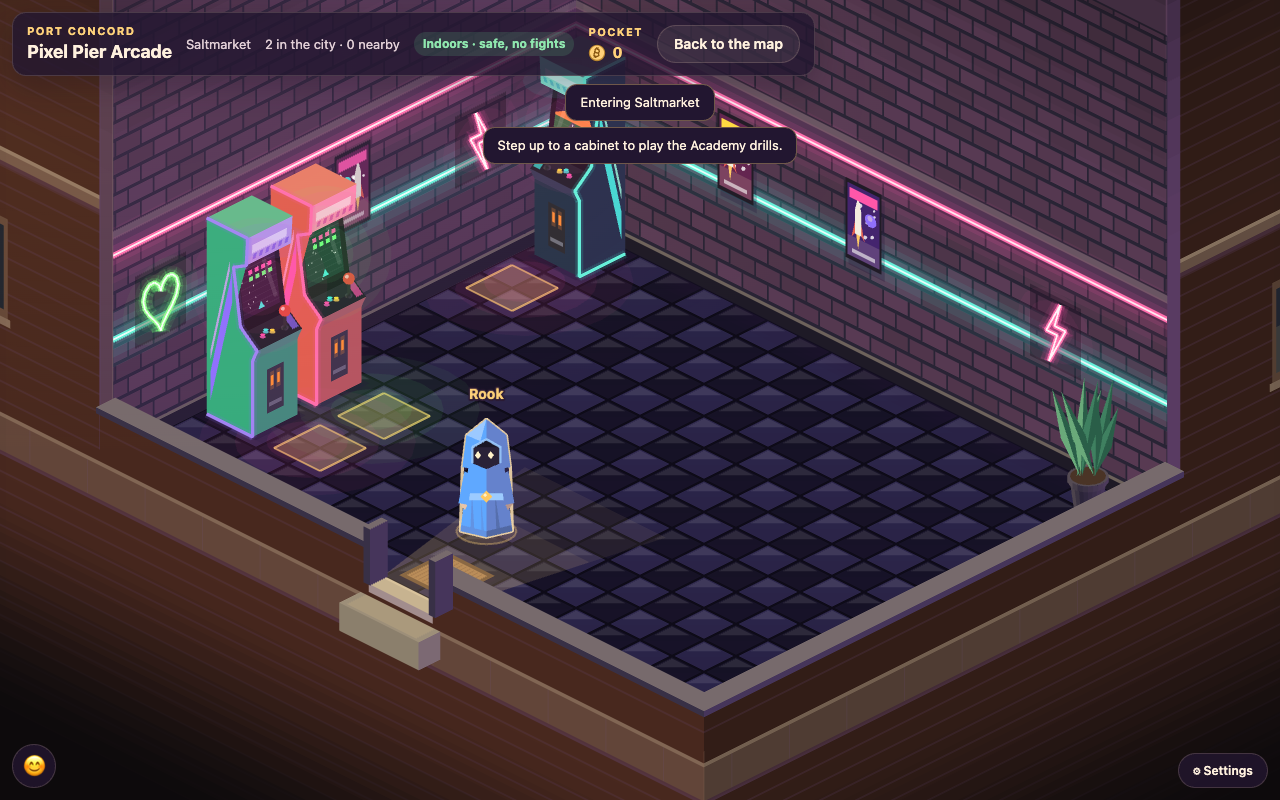 PORT CONCORD
Pixel Pier Arcade
Saltmarket
2 in the city · 0 nearby
Indoors · safe, no fights
POCKET
0
Back to the map
Entering Saltmarket
Step up to a cabinet to play the Academy drills.
Rook
Settings